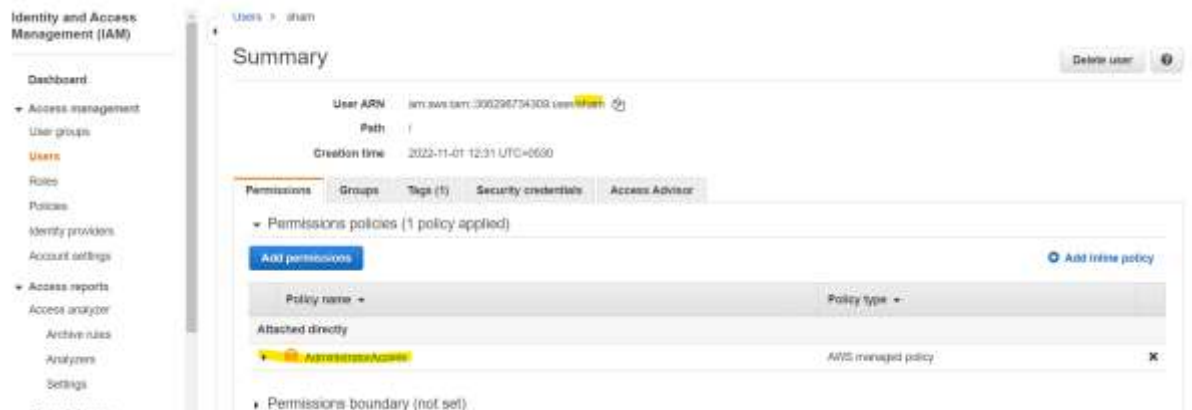 Identity and Access
Management (IAM)
Dashboard
Access management
User groups
Users
Roles
Policies
Identity providers
Account settings
Access reports
Access analyzer
Archive rules
Analyzers
Settings
Users > sham
Summary
Delete user
User ARN
Path /
Creation time 2022-11-01 12:31 UTC+0530
Permissions Groups Tags (1) Security credentials Access Advisor
Permissions policies (1 policy applied)
Add permissions
Add inline policy
Policy name Policy type
Attached directly
AdministratorAccess AWS managed policy
Permissions boundary (not set)